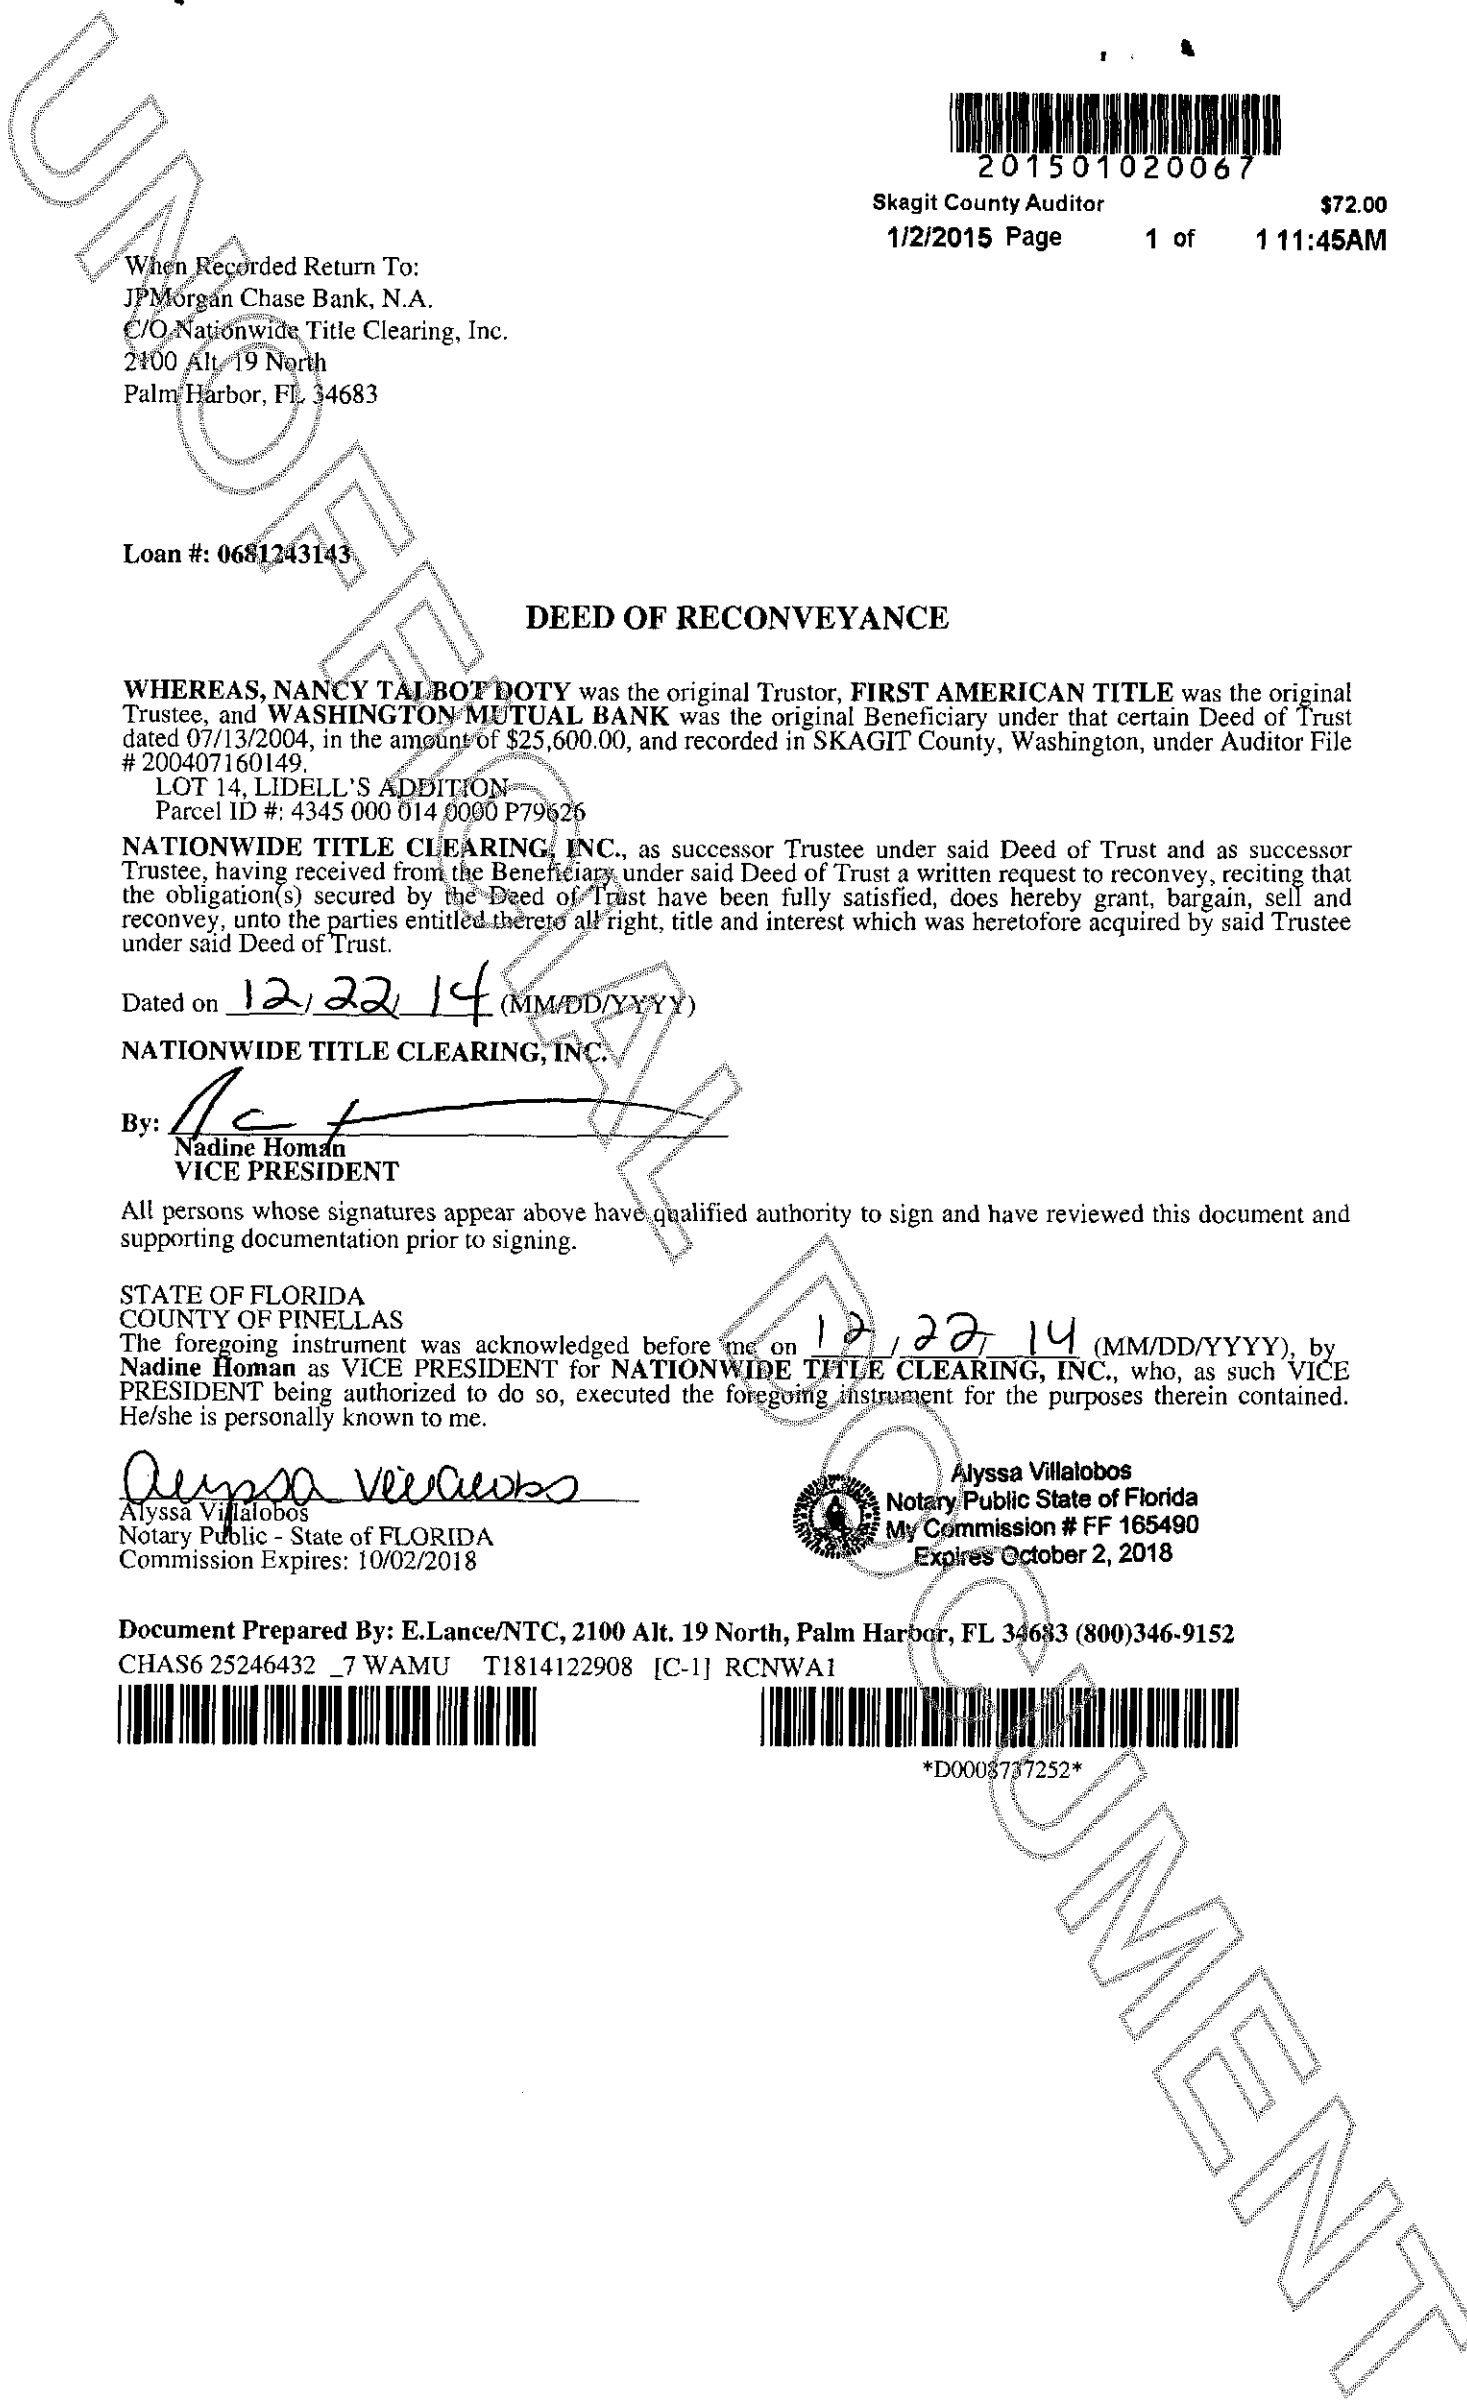 201501020067
Skagit County Auditor $72.00
1/2/2015 Page 1 of 1 11:45AM
When Recorded Return To:
JPMorgan Chase Bank, N.A.
C/O Nationwide Title Clearing, Inc.
2100 Alt. 19 North
Palm Harbor, FL 34683
Loan #: 0681243143
DEED OF RECONVEYANCE
WHEREAS, NANCY TALBOT DOTY was the original Trustor, FIRST AMERICAN TITLE was the original
Trustee, and WASHINGTON MUTUAL BANK was the original Beneficiary under that certain Deed of Trust
dated 07/13/2004, in the amount of $25,600.00, and recorded in SKAGIT County, Washington, under Auditor File
# 200407160149.
LOT 14, LIDELL'S ADDITION
Parcel ID #: 4345 000 014 0000 P79626
NATIONWIDE TITLE CLEARING, INC., as successor Trustee under said Deed of Trust and as successor
Trustee, having received from the Beneficiary under said Deed of Trust a written request to reconvey, reciting that
the obligation(s) secured by the Deed of Trust have been fully satisfied, does hereby grant, bargain, sell and
reconvey, unto the parties entitled thereto all right, title and interest which was heretofore acquired by said Trustee
under said Deed of Trust.
Dated on 12/22/14 (MM/DD/YYYY)
NATIONWIDE TITLE CLEARING, INC.
By:
Nadine Homan
VICE PRESIDENT
All persons whose signatures appear above have qualified authority to sign and have reviewed this document and
supporting documentation prior to signing.
STATE OF FLORIDA
COUNTY OF PINELLAS
The foregoing instrument was acknowledged before me on 12/22/14 (MM/DD/YYYY), by
Nadine Homan as VICE PRESIDENT for NATIONWIDE TITLE CLEARING, INC., who, as such VICE
PRESIDENT being authorized to do so, executed the foregoing instrument for the purposes therein contained.
He/she is personally known to me.
Alyssa Villalobos
Alyssa Villalobos
Notary Public - State of FLORIDA
Commission Expires: 10/02/2018
Alyssa Villalobos
Notary Public State of Florida
My Commission # FF 165490
Expires October 2, 2018
Document Prepared By: E.Lance/NTC, 2100 Alt. 19 North, Palm Harbor, FL 34683 (800)346-9152
CHAS6 25246432 _7 WAMU T1814122908 [C-1] RCNWA1
*D0008737252*
UNOFFICIAL DOCUMENT